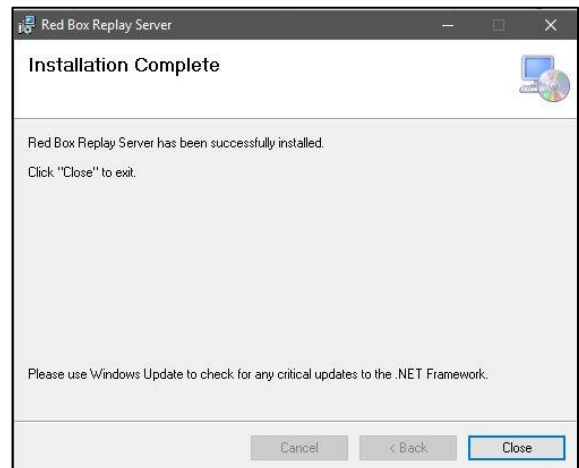 Red Box Replay Server
Installation Complete
Red Box Replay Server has been successfully installed.
Click "Close" to exit.
Please use Windows Update to check for any critical updates to the .NET Framework.
Cancel
< Back
Close